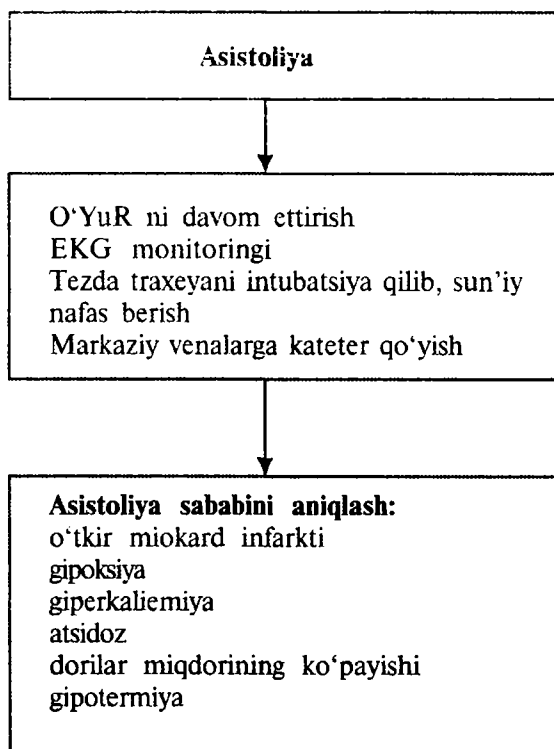 Asistoliya
O‘YuR ni davom ettirish
EKG monitoringi
Tezda traxeyani intubatsiya qilib, sun’iy
nafas berish
Markaziy venalarga kateter qo‘yish
Asistoliya sababini aniqlash:
o‘tkir miokard infarkti
gipoksiya
giperkaliemiya
atsidoz
dorilar miqdorining ko‘payishi
gipotermiya